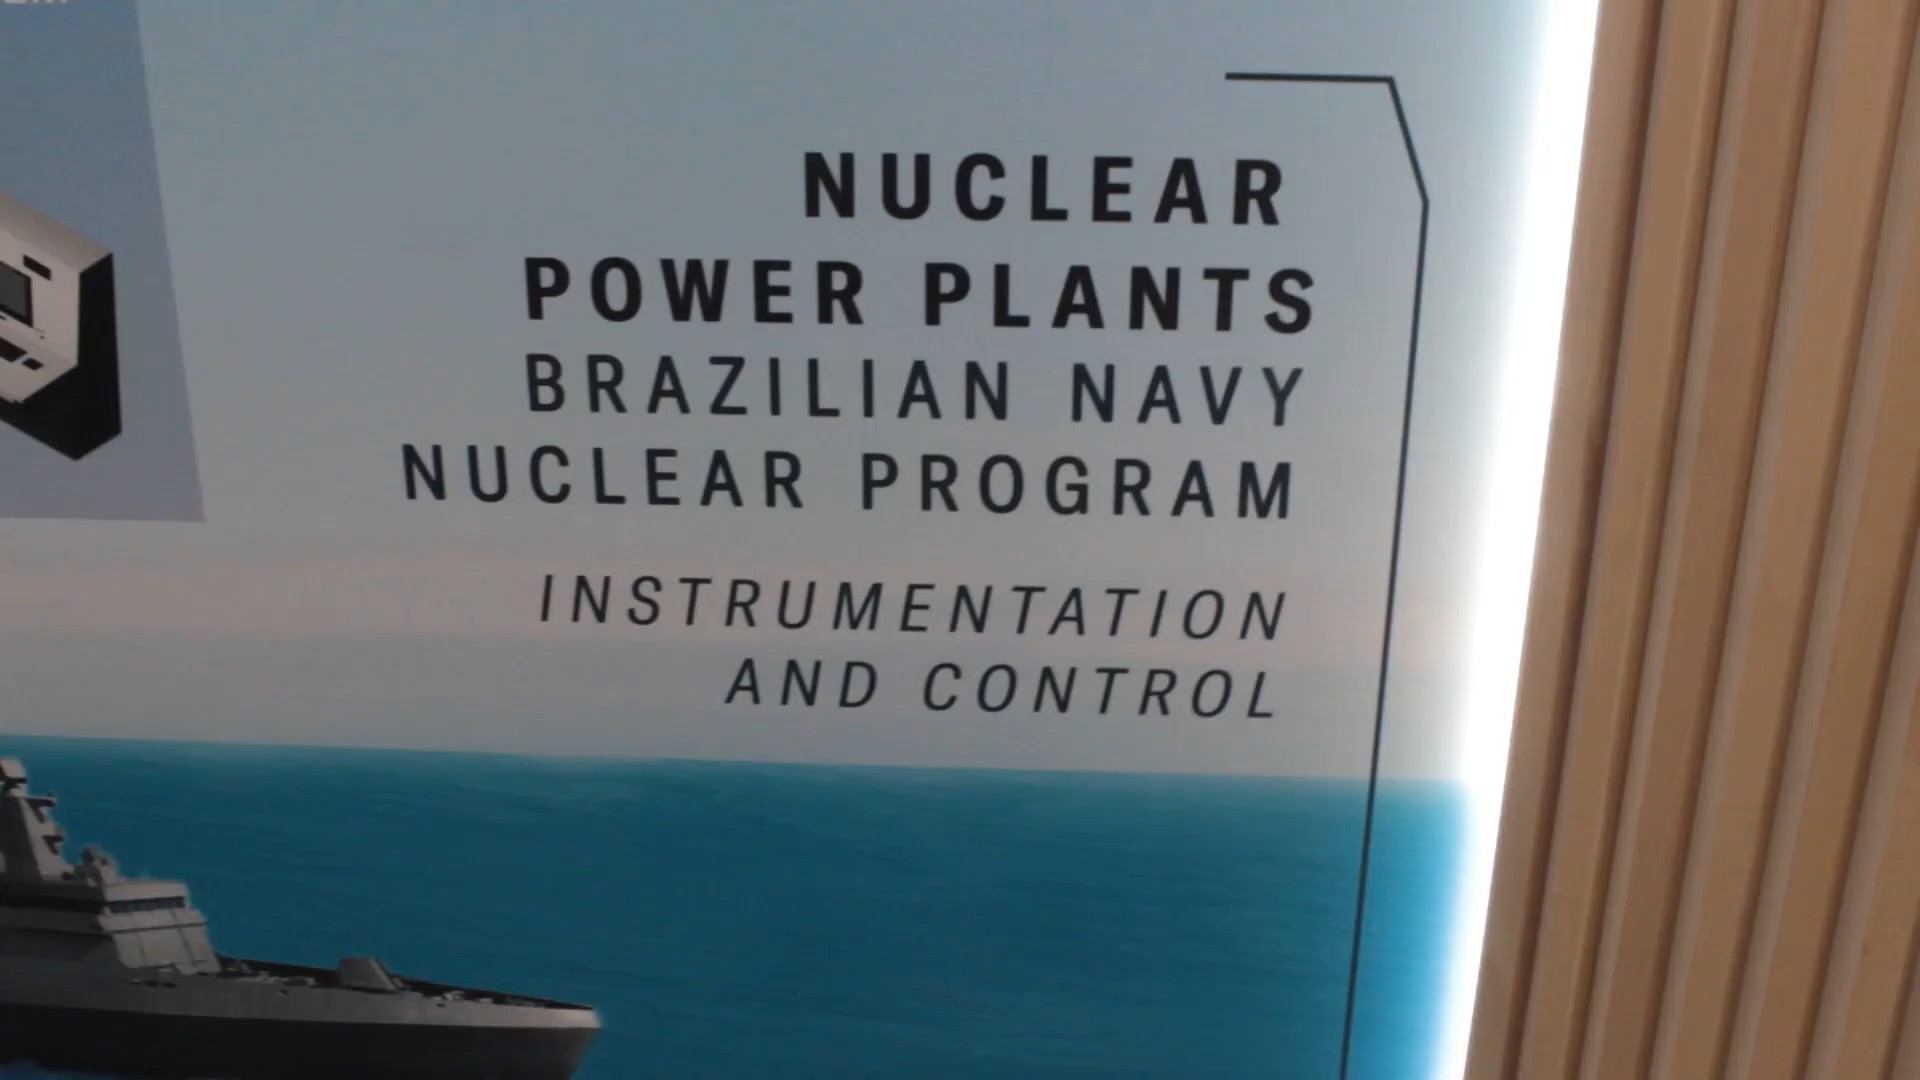 NUCLEAR
POWER PLANTS
BRAZILIAN NAVY
NUCLEAR PROGRAM
INSTRUMENTATION
AND CONTROL